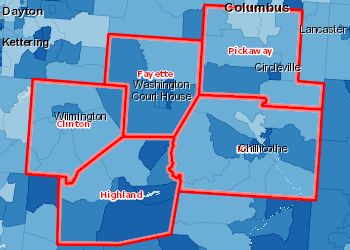 Columbus
Dayton
Lancaster
Kettering
Pickaway
Circleville
Fayette
Washington
Court House
Wilmington
Clinton
Chillicothe
Highland